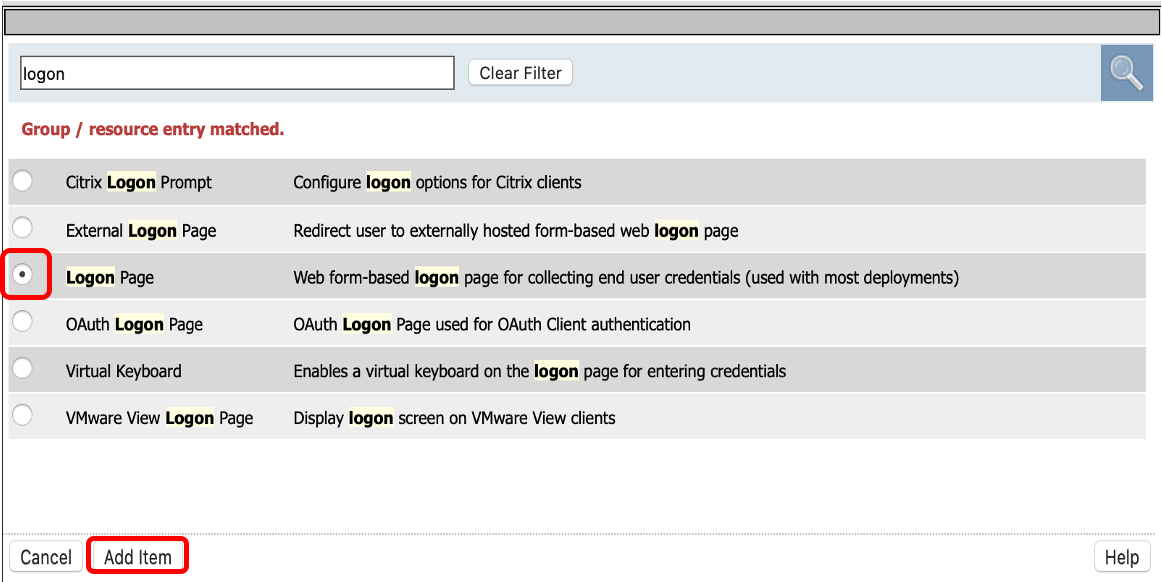 logon Clear Filter
Group / resource entry matched.
Citrix Logon Prompt Configure logon options for Citrix clients
External Logon Page Redirect user to externally hosted form-based web logon page
Logon Page Web form-based logon page for collecting end user credentials (used with most deployments)
OAuth Logon Page OAuth Logon Page used for OAuth Client authentication
Virtual Keyboard Enables a virtual keyboard on the logon page for entering credentials
VMware View Logon Page Display logon screen on VMware View clients
Cancel Add Item Help